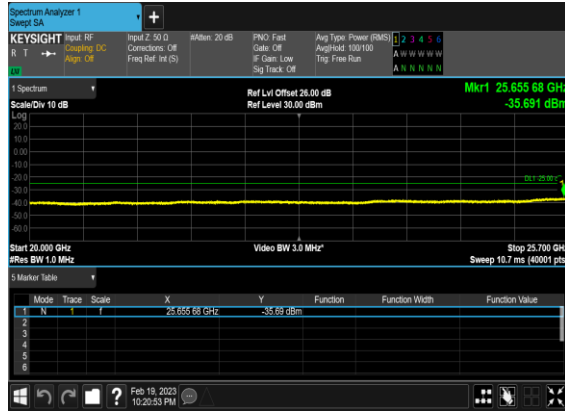 Spectrum Analyzer 1
Swept SA
+
KEYSIGHT Input: RF Input Z: 50 Ω #Atten: 20 dB PNO: Fast Avg Type: Power (RMS) 1 2 3 4 5 6
R T Coupling: DC Corrections: Off Gate: Off Avg|Hold: 100/100 A W W W W W
Align: Off Freq Ref: Int (S) IF Gain: Low Trig: Free Run
Sig Track: Off A N N N N N
1 Spectrum
Ref Lvl Offset 26.00 dB Mkr1 25.655 68 GHz
Scale/Div 10 dB Ref Level 30.00 dBm -35.691 dBm
Log
20.0
10.0
0.00
-10.0
-20.0
DL1 -25.00
-30.0
-40.0
-50.0
-60.0
Start 20.000 GHz Video BW 3.0 MHz* Stop 25.700 GH
#Res BW 1.0 MHz Sweep 10.7 ms (40001 pts
5 Marker Table
Mode Trace Scale X Y Function Function Width Function Value
1 N 1 f 25.655 68 GHz -35.69 dBm
2
3
4
5
6
? Feb 19, 2023
10:20:53 PM